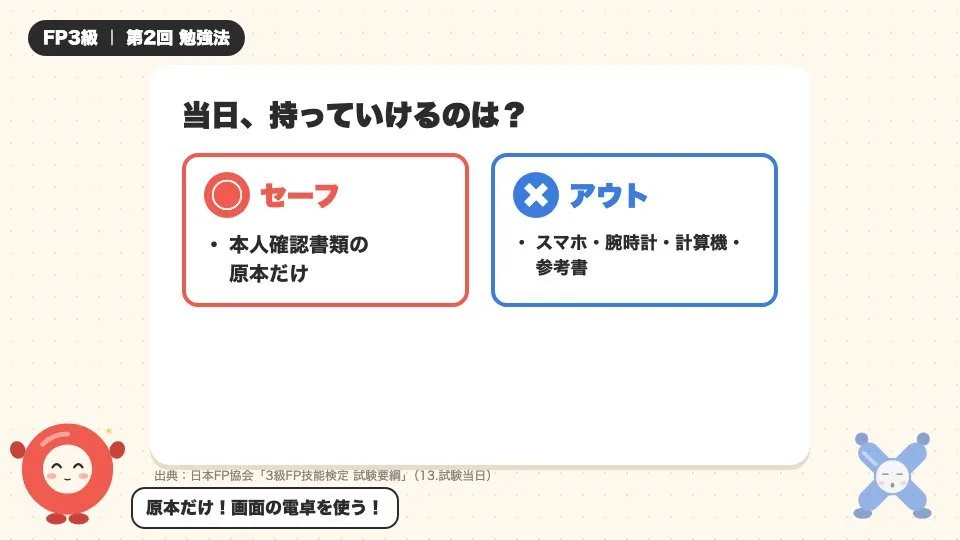 FP3級 | 第2回 勉強法
当日、持っていけるのは?
セーフ
・本人確認書類の
原本だけ
アウト
・スマホ・腕時計・計算機・
参考書
出典:日本FP協会「3級FP技能検定 試験要綱」(13.試験当日)
原本だけ!画面の電卓を使う!